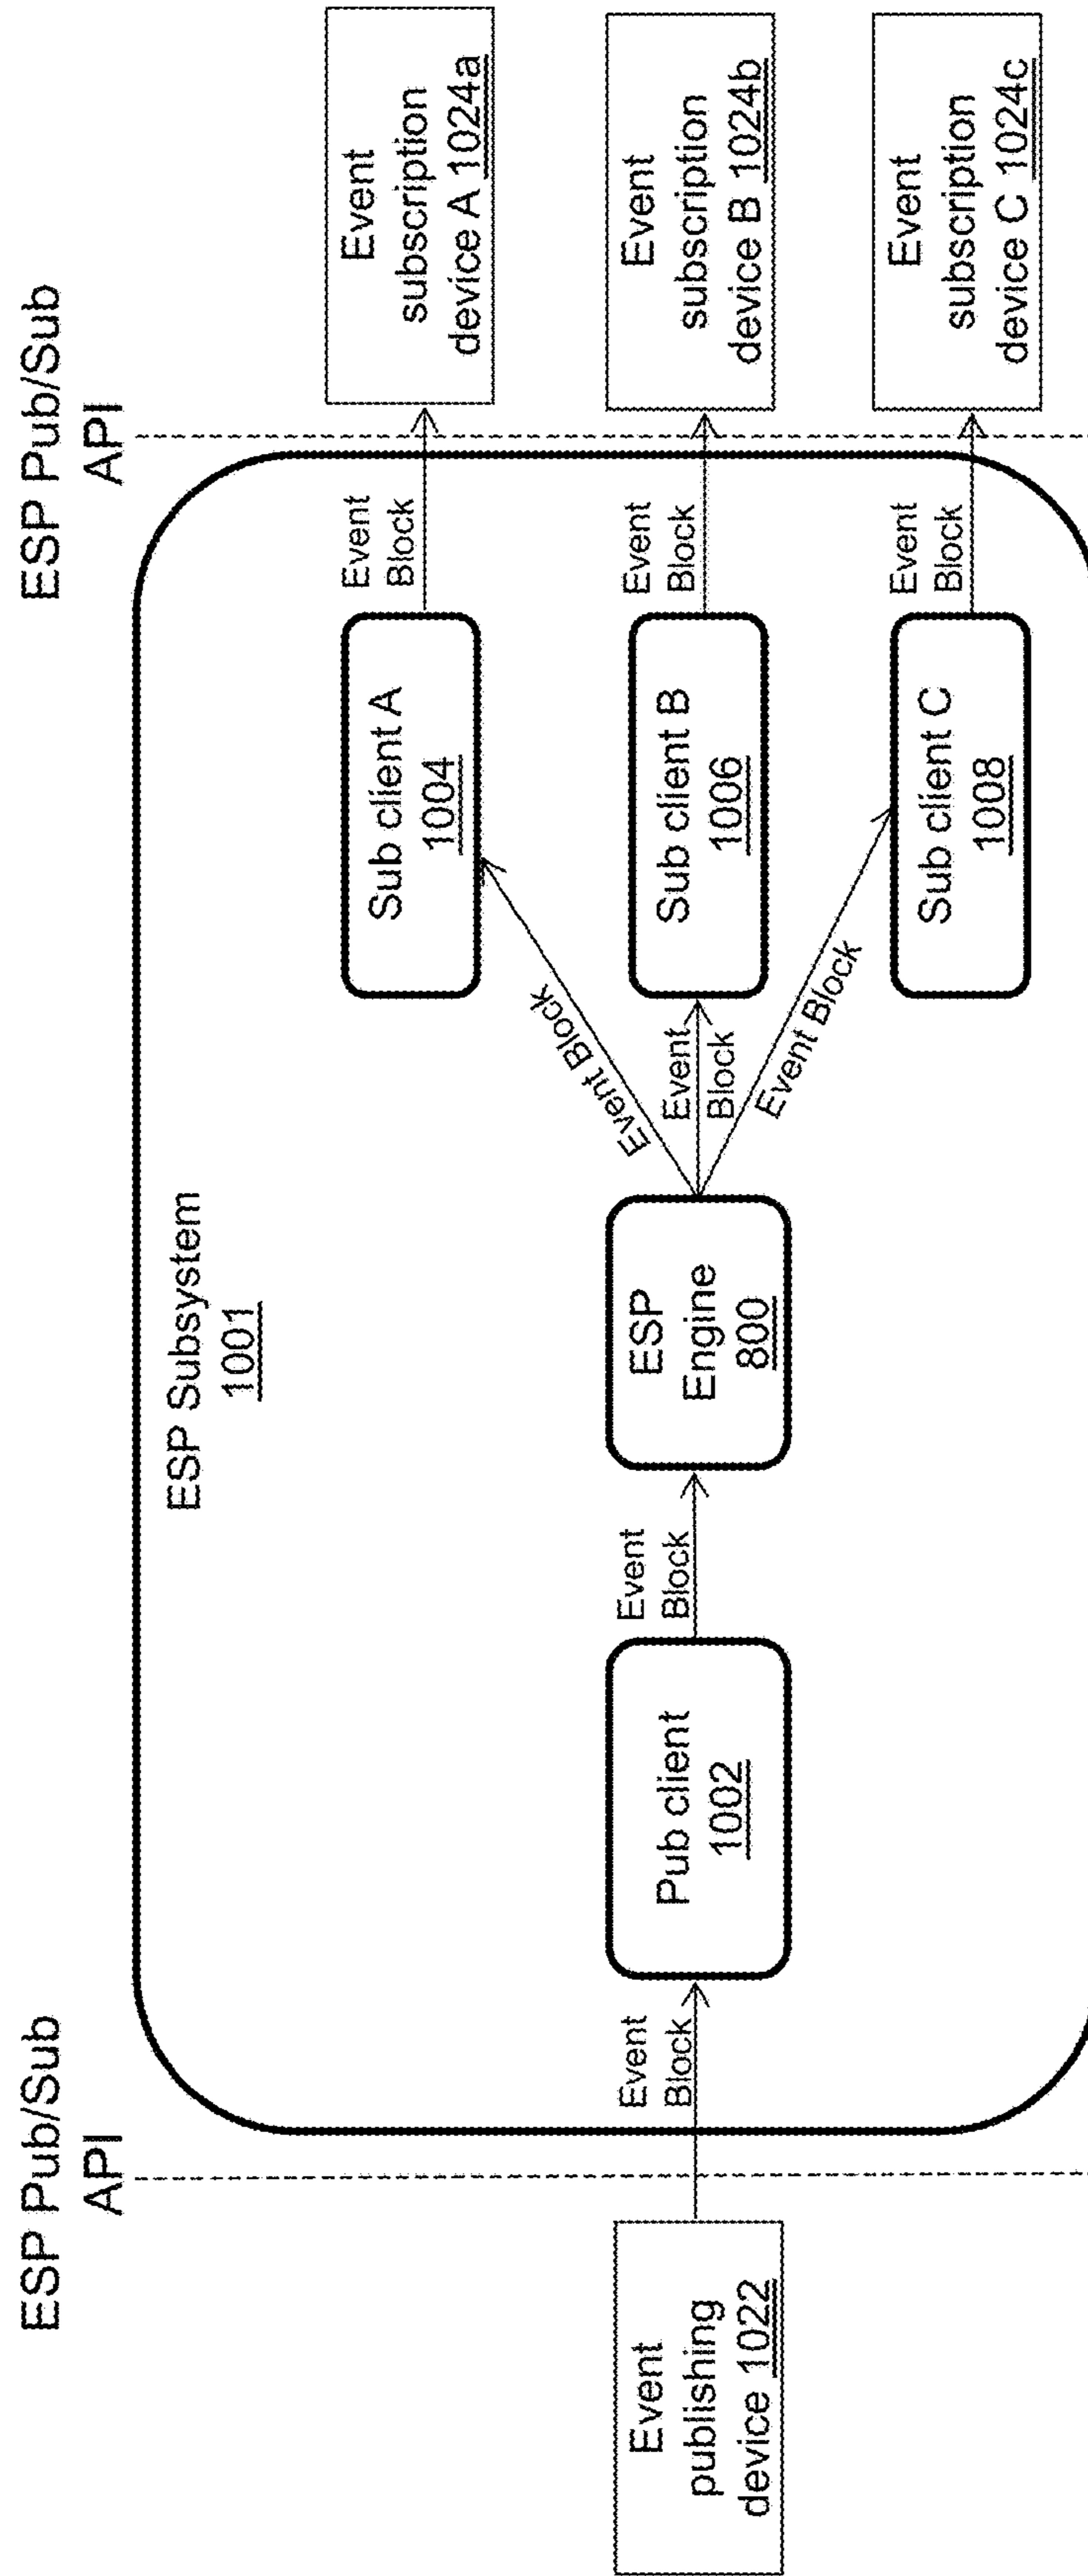 ESP Pub/Sub
API
ESP Pub/Sub
API
ESP Subsystem
1001
Event
publishing
device 1022
Event
Block
Pub client
1002
Event
Block
ESP
Engine
800
Event Block
Event
Block
Event Block
Sub client A
1004
Sub client B
1006
Sub client C
1008
Event
Block
Event
Block
Event
Block
Event
subscription
device A 1024a
Event
subscription
device B 1024b
Event
subscription
device C 1024c